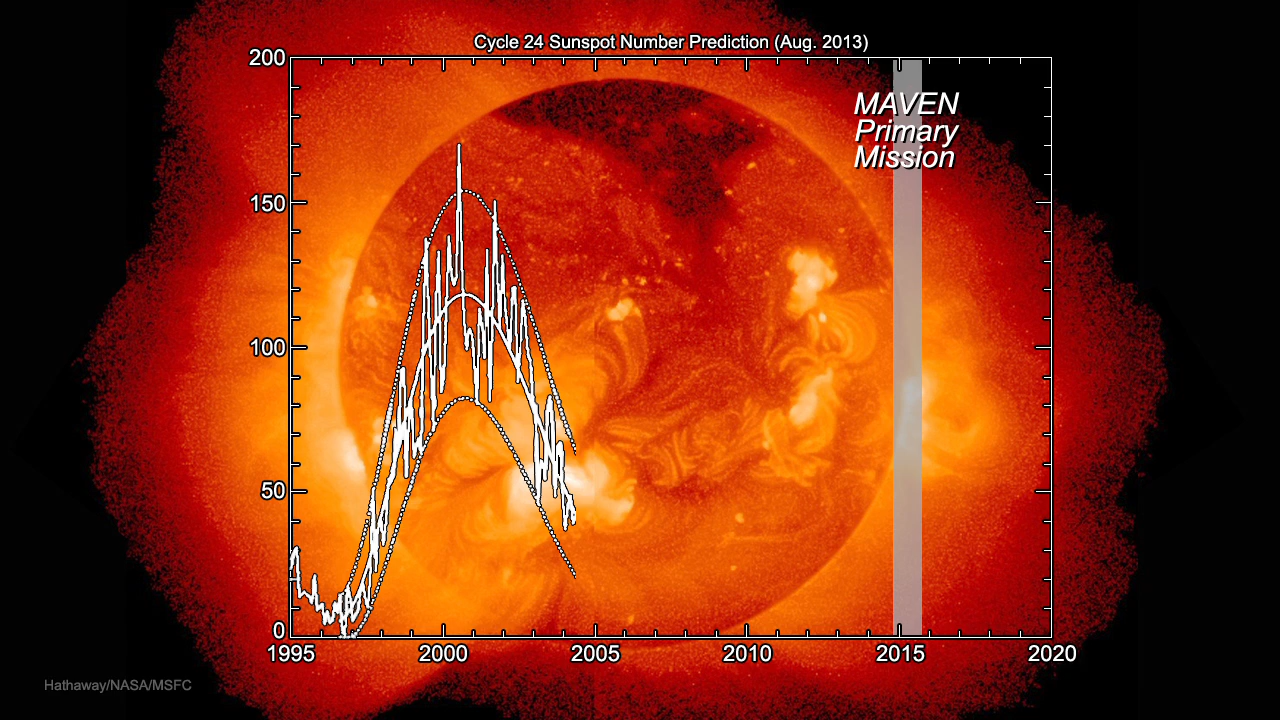 Cycle 24 Sunspot Number Prediction (Aug. 2013)
200
MAVEN
Primary
Mission
150
100
50
0
1995 2000 2005 2010 2015 2020
Hathaway/NASA/MSFC